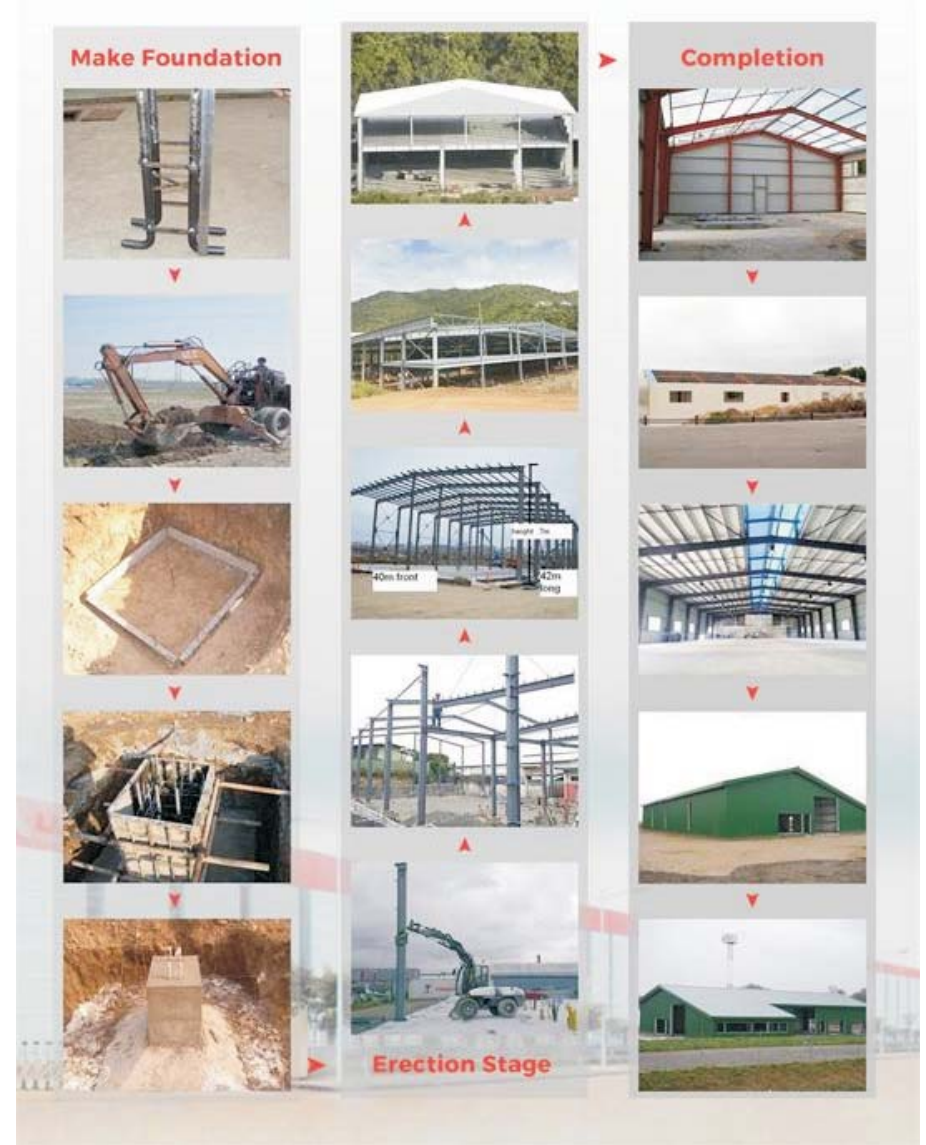 Make Foundation
Completion
height 7m
40m front
42m
long
Erection Stage